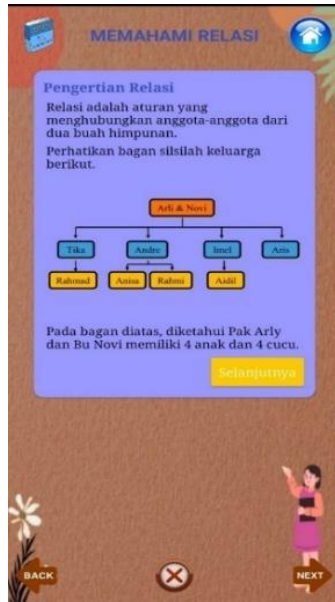 MEMAHAMI RELASI
Pengertian Relasi
Relasi adalah aturan yang
menghubungkan anggota-anggota dari
dua buah himpunan.
Perhatikan bagan silsilah keluarga
berikut.
Arli & Novi
Tika Andre Imel Azis
Rahmad Anisa Rahmi Aidil
Pada bagan diatas, diketahui Pak Arly
dan Bu Novi memiliki 4 anak dan 4 cucu.
Selanjutnya
BACK NEXT